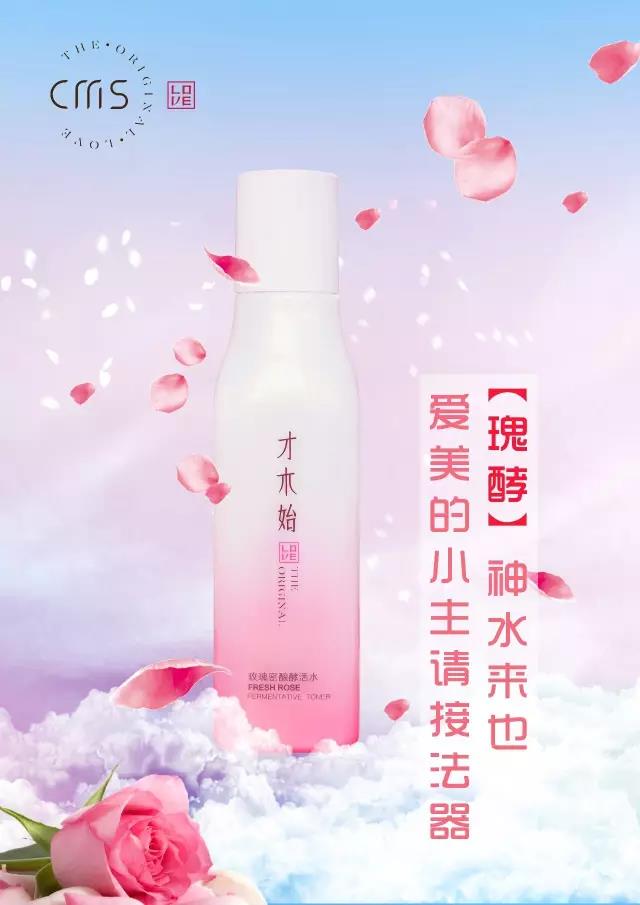 THE · ORIGINAL · LOVE
CMS
LOVE
才木始
LOVE
THE
ORIGINAL
玫瑰密酿酵活水
FRESH ROSE
FERMENTATIVE TONER
【瑰酵】神水来也
爱美的小主请接法器